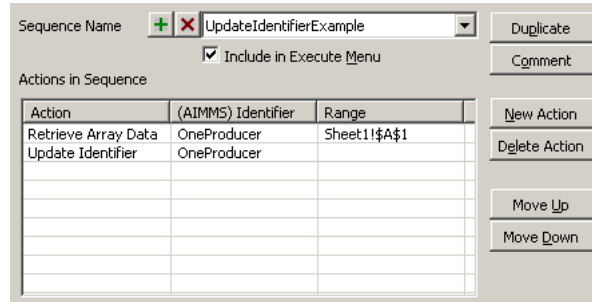 Sequence Name UpdateIdentifierExample Duplicate
Include in Execute Menu Comment
Actions in Sequence
Action (AIMMS) Identifier Range New Action
Retrieve Array Data OneProducer Sheet1!$A$1
Update Identifier OneProducer Delete Action
Move Up
Move Down